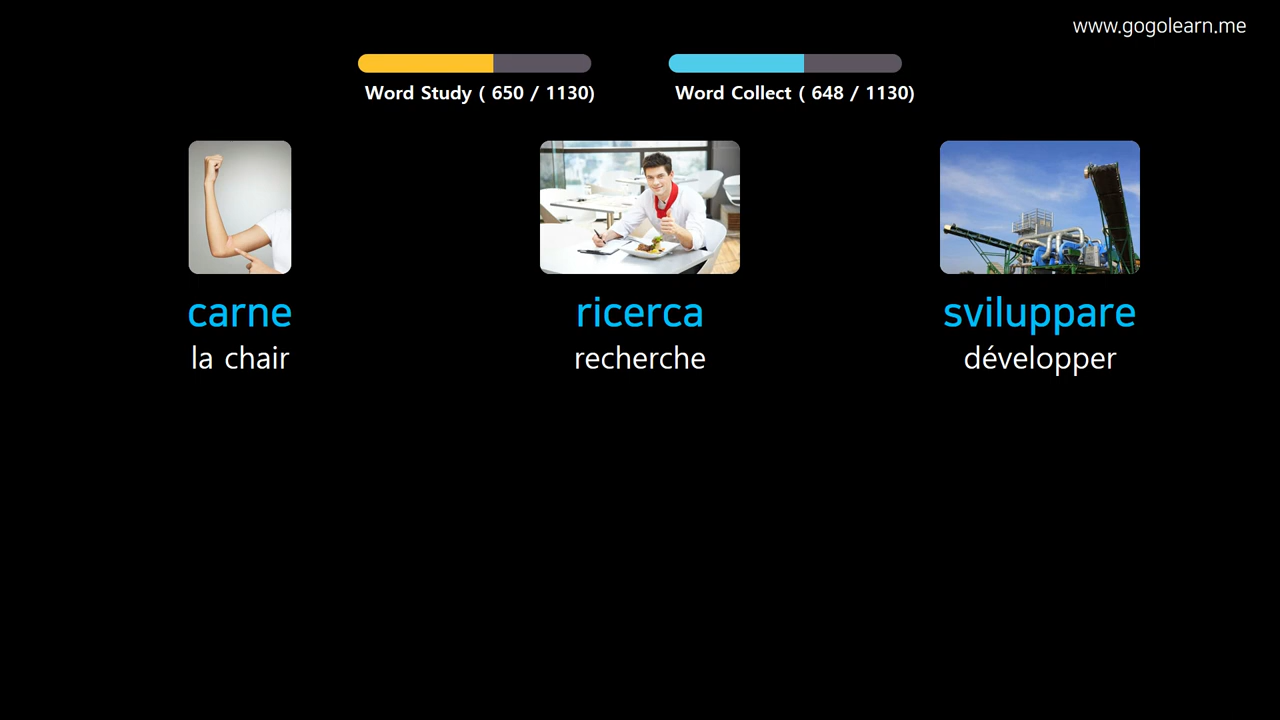 www.gogolearn.me
Word Study ( 650 / 1130)
Word Collect ( 648 / 1130)
carne
la chair
ricerca
recherche
sviluppare
développer